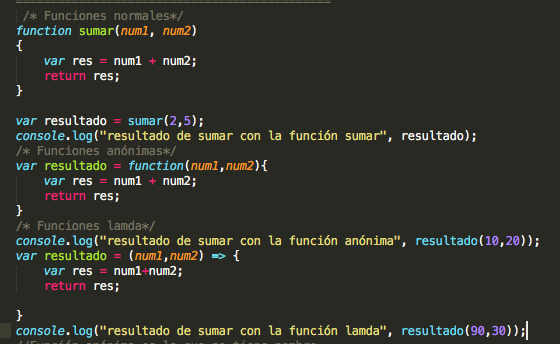 /* Funciones normales*/
function sumar(num1, num2)
{
var res = num1 + num2;
return res;
}
var resultado = sumar(2,5);
console.log("resultado de sumar con la función sumar", resultado);
/* Funciones anónimas*/
var resultado = function(num1,num2){
var res = num1 + num2;
return res;
}
/* Funciones lamda*/
console.log("resultado de sumar con la función anónima", resultado(10,20));
var resultado = (num1,num2) => {
var res = num1+num2;
return res;
}
console.log("resultado de sumar con la función lamda", resultado(90,30));